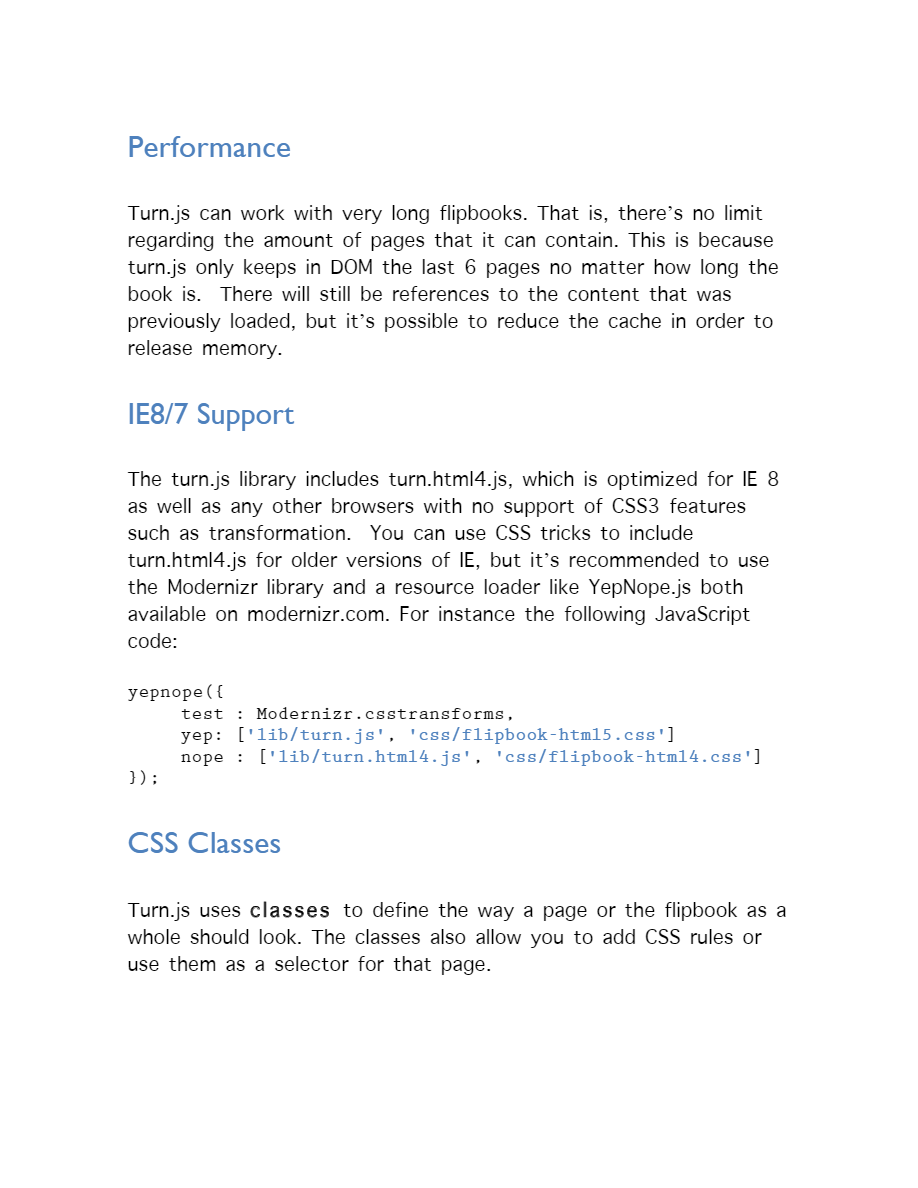 Performance
Turn.js can work with very long flipbooks. That is, there’s no limit
regarding the amount of pages that it can contain. This is because
turn.js only keeps in DOM the last 6 pages no matter how long the
book is.  There will still be references to the content that was
previously loaded, but it’s possible to reduce the cache in order to
release memory.
IE8/7 Support
The turn.js library includes turn.html4.js, which is optimized for IE 8
as well as any other browsers with no support of CSS3 features
such as transformation.  You can use CSS tricks to include
turn.html4.js for older versions of IE, but it’s recommended to use
the Modernizr library and a resource loader like YepNope.js both
available on modernizr.com. For instance the following JavaScript
code:
yepnope({
     test : Modernizr.csstransforms,
     yep: ['lib/turn.js', 'css/flipbook-html5.css']
     nope : ['lib/turn.html4.js', 'css/flipbook-html4.css']
});
CSS Classes
Turn.js uses classes to define the way a page or the flipbook as a
whole should look. The classes also allow you to add CSS rules or
use them as a selector for that page.